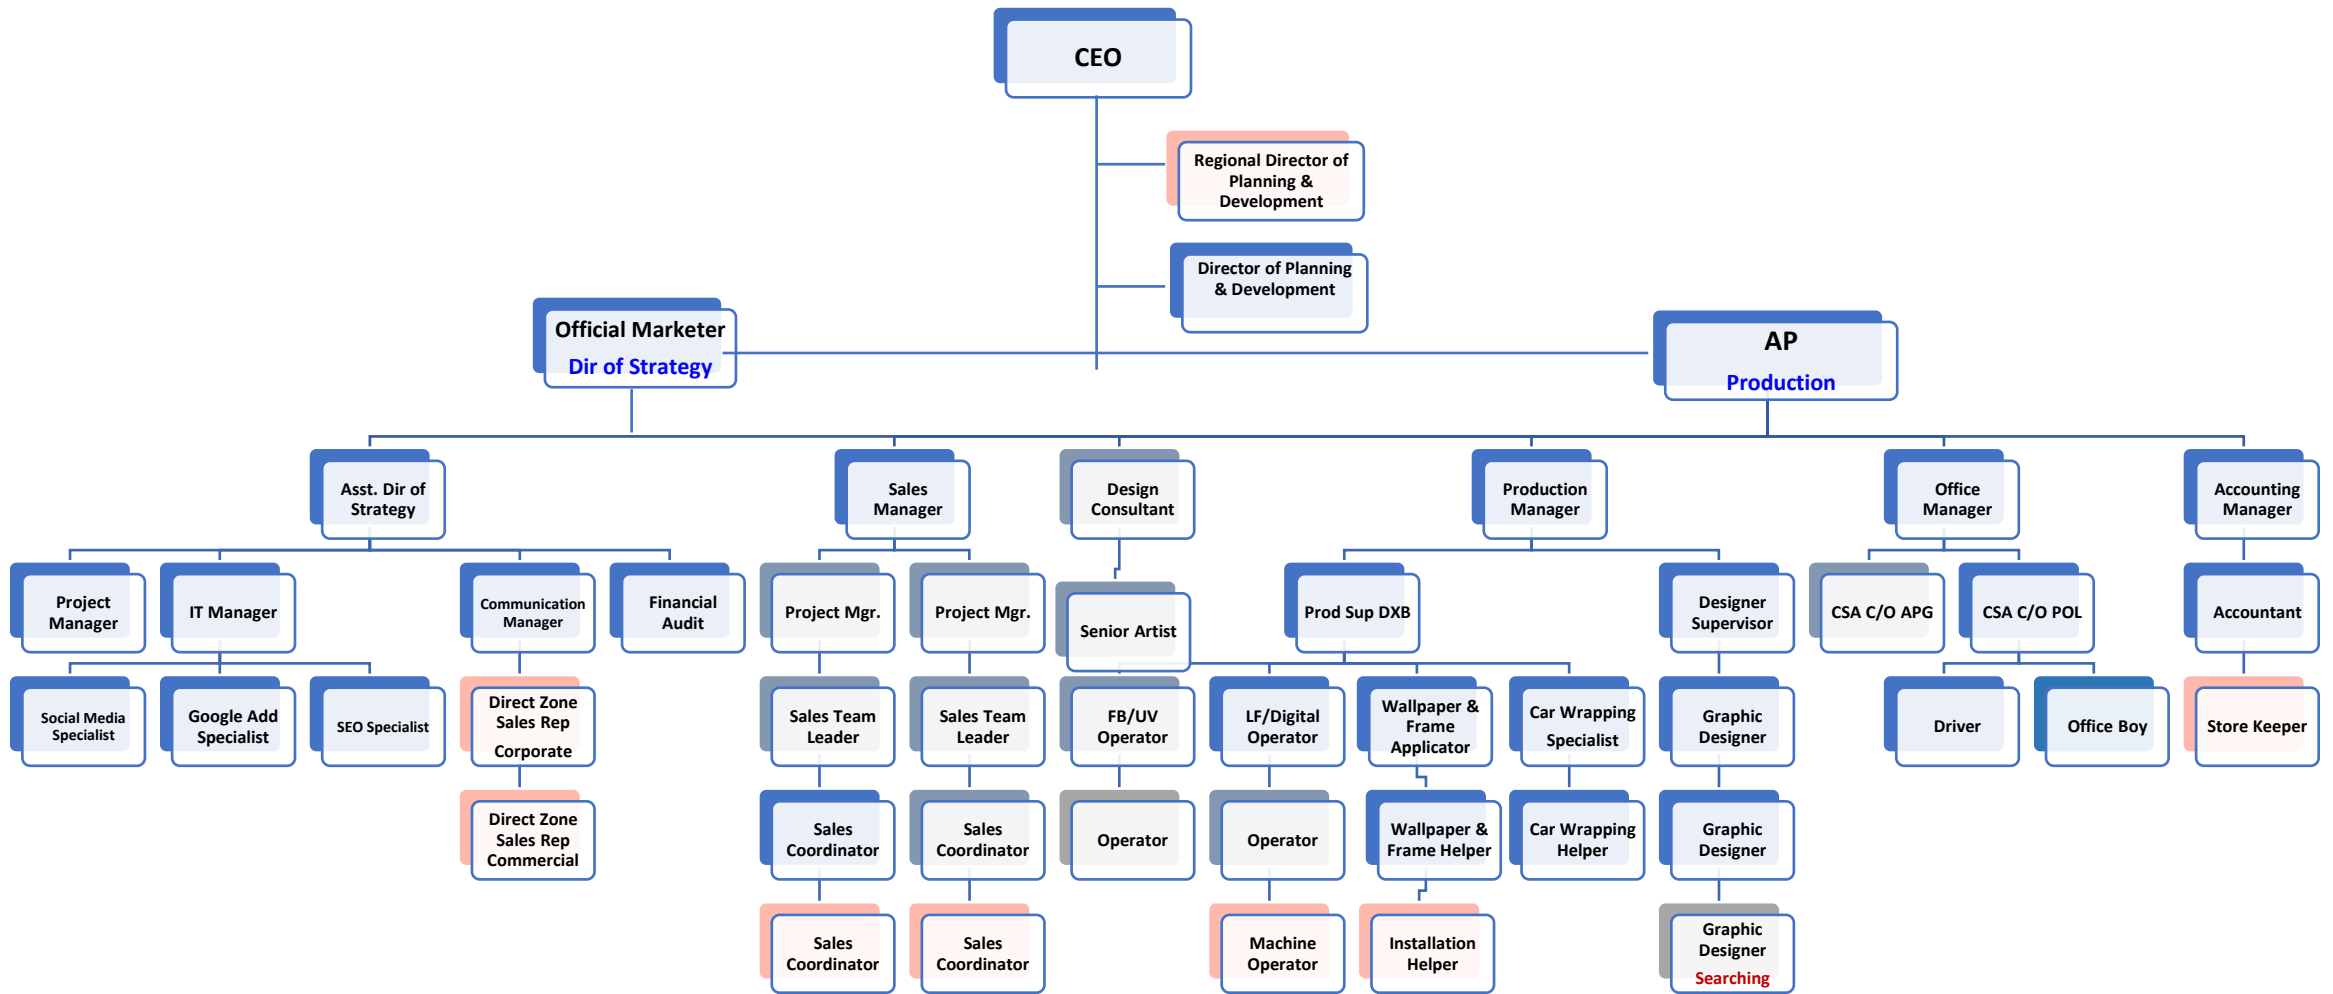 CEO
Regional Director of
Planning &
Development
Director of Planning
& Development
Official Marketer
Dir of Strategy
AP
Production
Asst. Dir of
Strategy
Sales
Manager
Design
Consultant
Production
Manager
Office
Manager
Accounting
Manager
Project
Manager
IT Manager
Communication
Manager
Financial
Audit
Project Mgr.
Project Mgr.
Senior Artist
Prod Sup DXB
Designer
Supervisor
CSA C/O APG
CSA C/O POL
Accountant
Social Media
Specialist
Google Add
Specialist
SEO Specialist
Direct Zone
Sales Rep
Corporate
Sales Team
Leader
Sales Team
Leader
FB/UV
Operator
LF/Digital
Operator
Wallpaper &
Frame
Applicator
Car Wrapping
Specialist
Graphic
Designer
Driver
Office Boy
Store Keeper
Direct Zone
Sales Rep
Commercial
Sales
Coordinator
Sales
Coordinator
Operator
Operator
Wallpaper &
Frame Helper
Car Wrapping
Helper
Graphic
Designer
Sales
Coordinator
Sales
Coordinator
Machine
Operator
Installation
Helper
Graphic
Designer
Searching